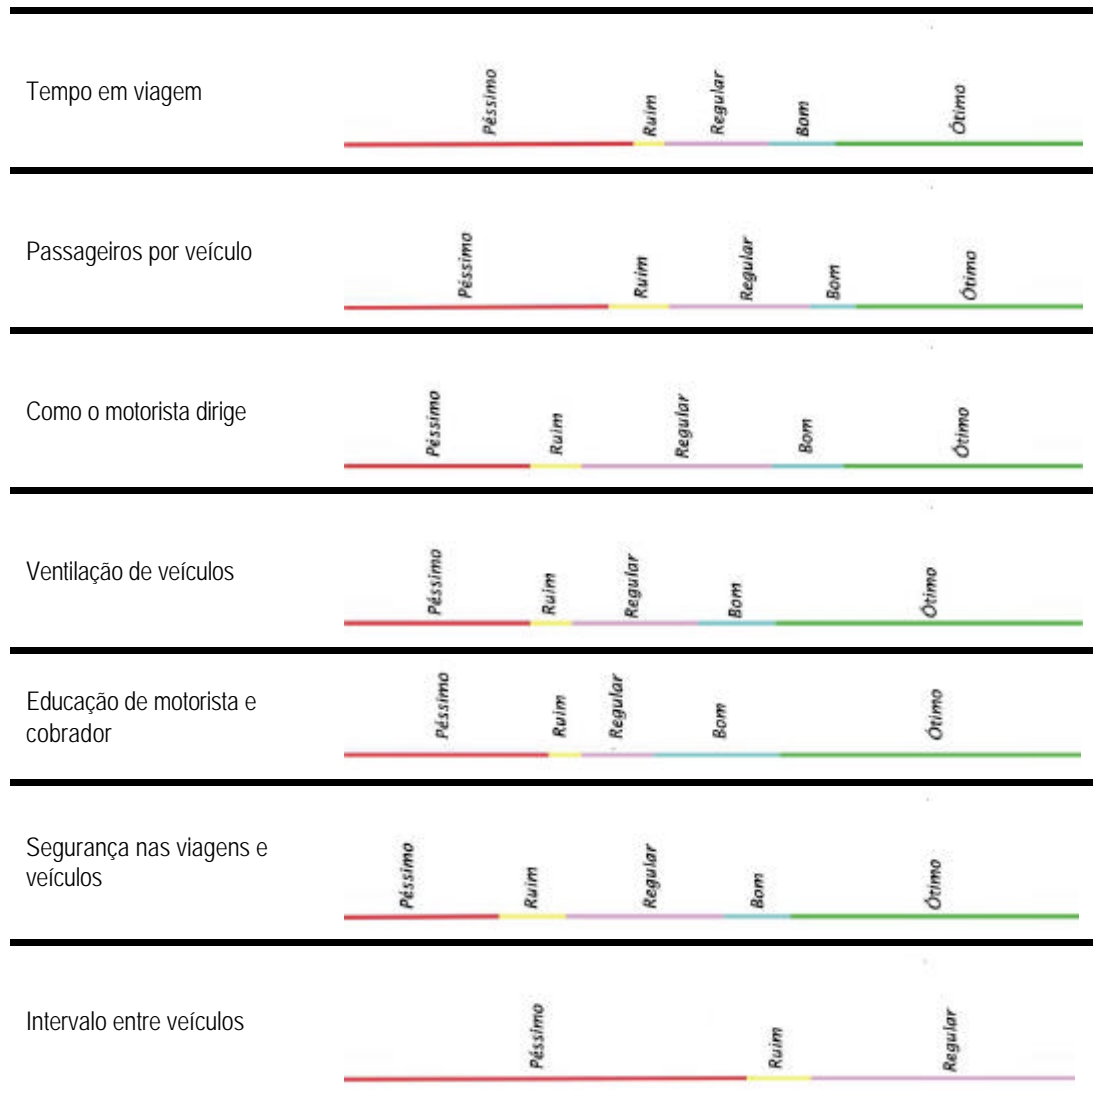 Tempo em viagem
Péssimo Ruim Regular Bom Ótimo
Passageiros por veículo
Péssimo Ruim Regular Bom Ótimo
Como o motorista dirige
Péssimo Ruim Regular Bom Ótimo
Ventilação de veículos
Péssimo Ruim Regular Bom Ótimo
Educação de motorista e
cobrador
Péssimo Ruim Regular Bom Ótimo
Segurança nas viagens e
veículos
Péssimo Ruim Regular Bom Ótimo
Intervalo entre veículos
Péssimo Ruim Regular